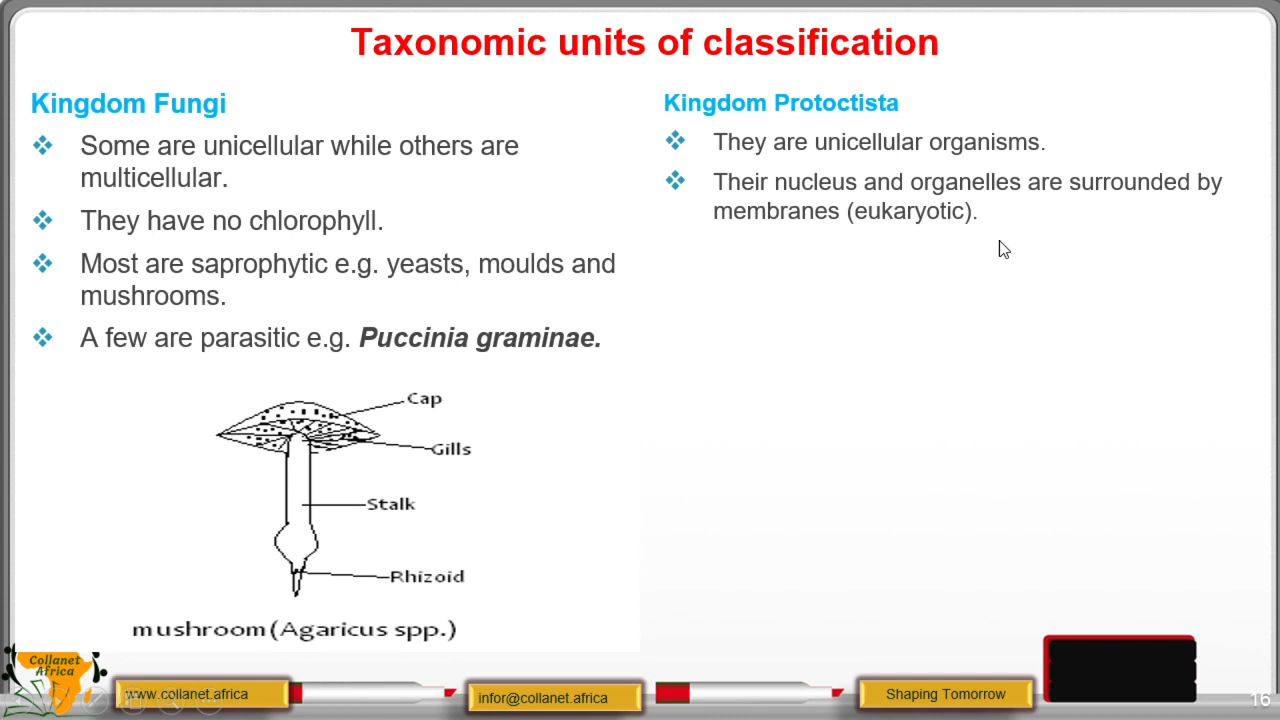 Taxonomic units of classification
Kingdom Fungi
Some are unicellular while others are
multicellular.
They have no chlorophyll.
Most are saprophytic e.g. yeasts, moulds and
mushrooms.
A few are parasitic e.g. Puccinia graminae.
Cap
Gills
Stalk
Rhizoid
mushroom(Agaricus spp.)
Kingdom Protoctista
They are unicellular organisms.
Their nucleus and organelles are surrounded by
membranes (eukaryotic).
Collanet
Africa
www.collanet.africa
infor@collanet.africa
Shaping Tomorrow
16